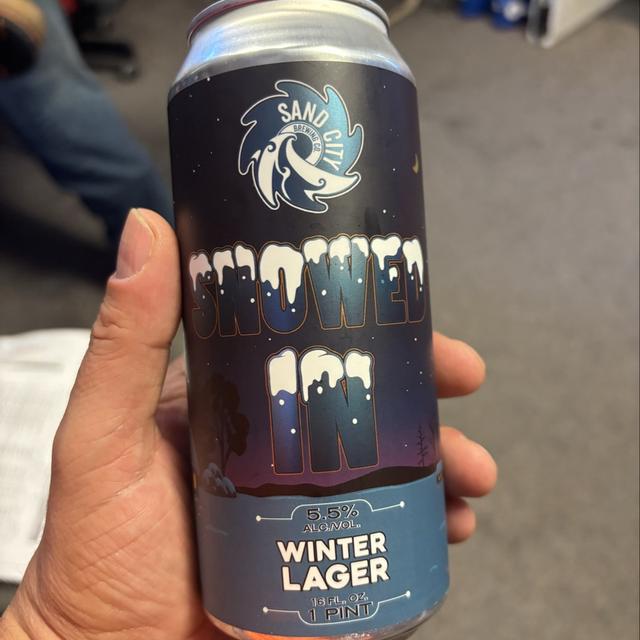 SAND CITY
BREWING CO.
SNOWED
IN
5.5%
ALC./VOL.
WINTER
LAGER
16 FL. OZ.
1 PINT